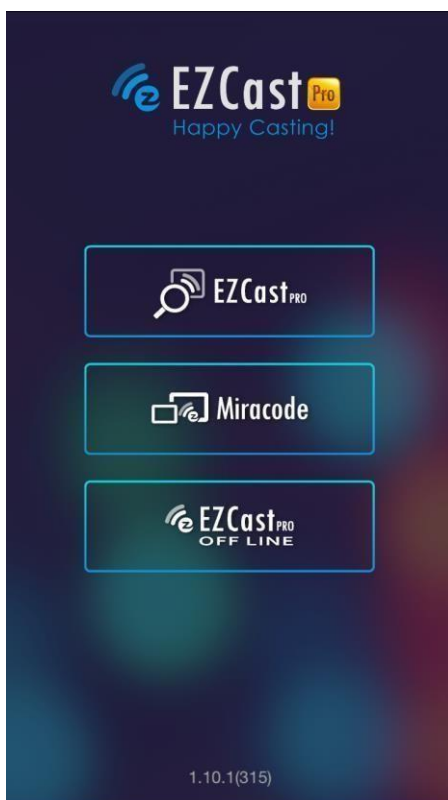 EZCast Pro
Happy Casting!
EZCast PRO
Miracode
EZCast PRO
OFF LINE
1.10.1(315)